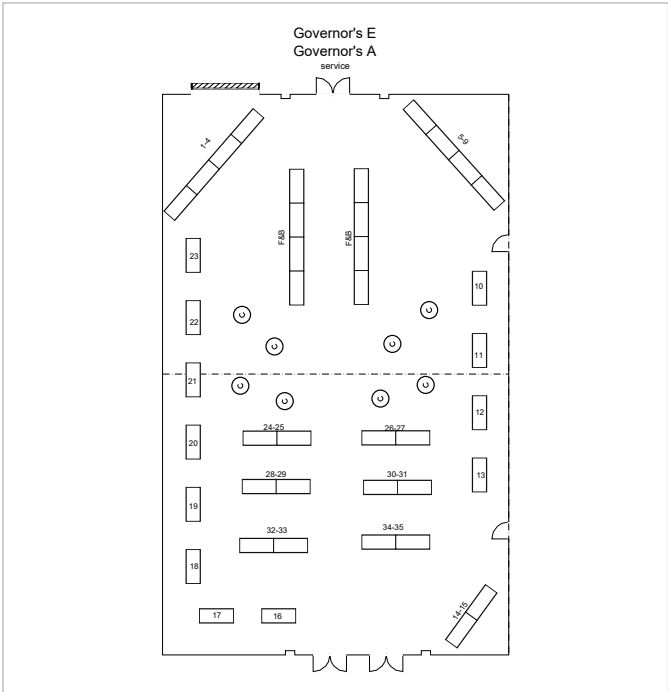 Governor's E
Governor's A
service
1-4
5-9
F&B
F&B
23
10
22
C
C
C
C
11
21
C
C
C
C
12
24-25
26-27
20
13
28-29
30-31
19
32-33
34-35
18
14-15
17
16